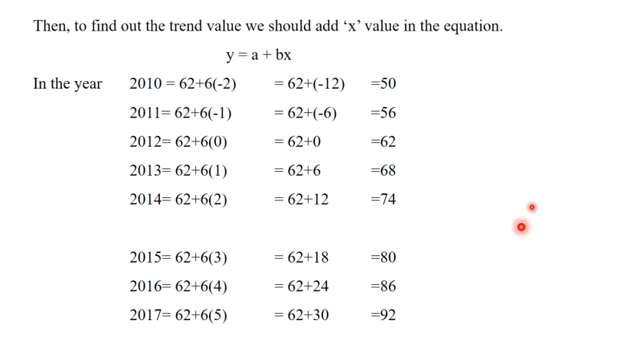 Then, to find out the trend value we should add ‘x’ value in the equation.
y = a + bx
In the year 2010 = 62+6(-2) = 62+(-12) =50
2011= 62+6(-1) = 62+(-6) =56
2012= 62+6(0) = 62+0 =62
2013= 62+6(1) = 62+6 =68
2014= 62+6(2) = 62+12 =74
2015= 62+6(3) = 62+18 =80
2016= 62+6(4) = 62+24 =86
2017= 62+6(5) = 62+30 =92